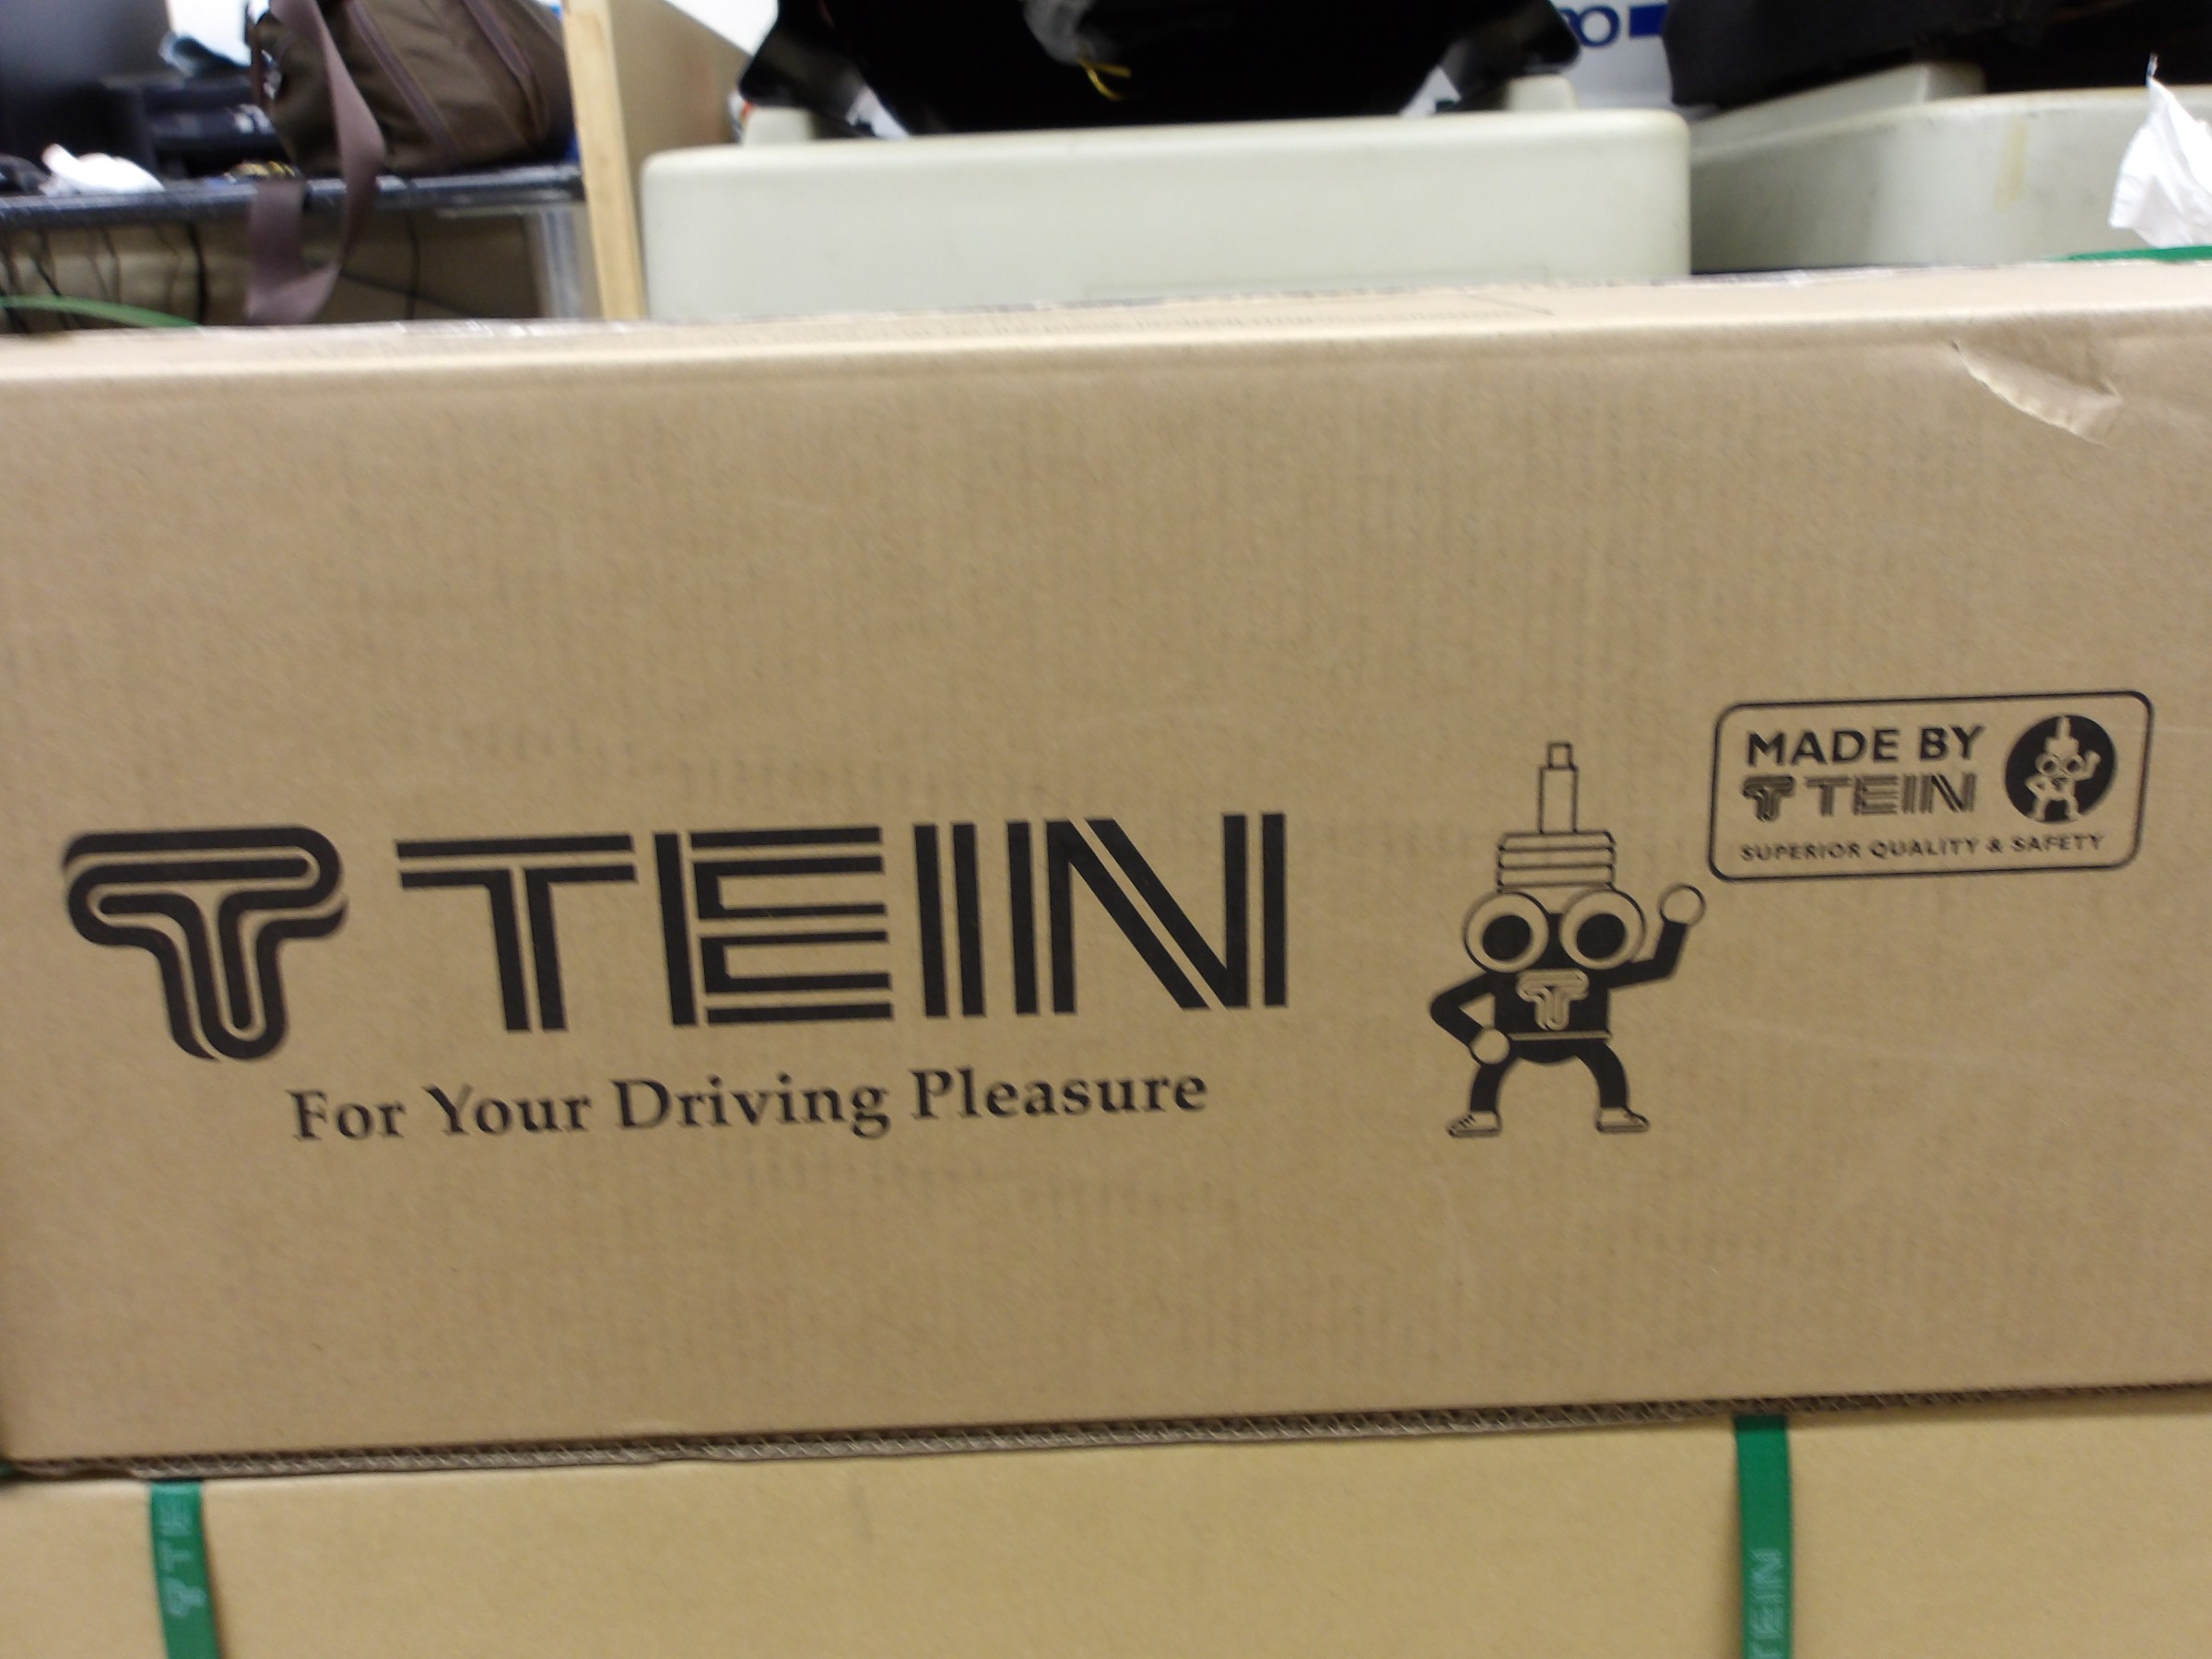 MADE BY
TEIN
SUPERIOR QUALITY & SAFETY
TEIN
For Your Driving Pleasure
TEIN